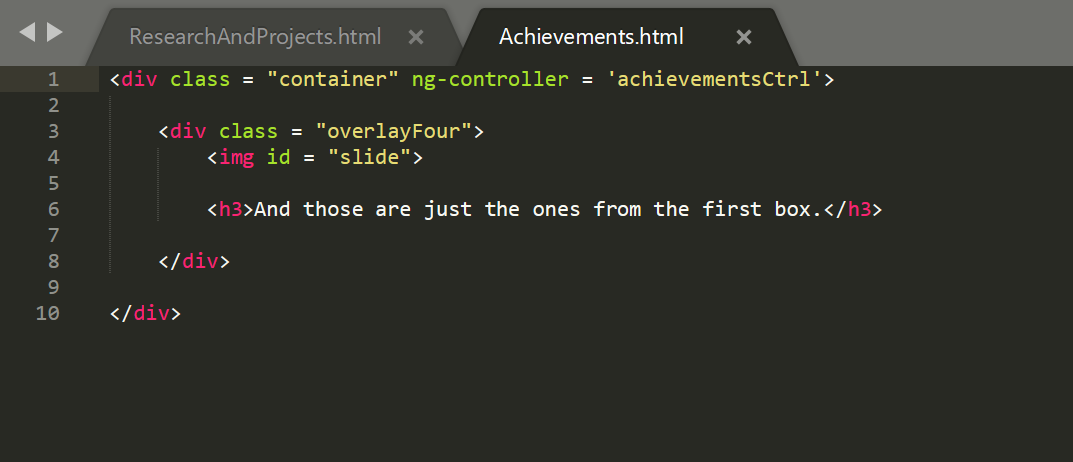 ResearchAndProjects.html × Achievements.html ×
1 <div class = "container" ng-controller = 'achievementsCtrl'>
2
3 <div class = "overlayFour">
4 <img id = "slide">
5
6 <h3>And those are just the ones from the first box.</h3>
7
8 </div>
9
10 </div>